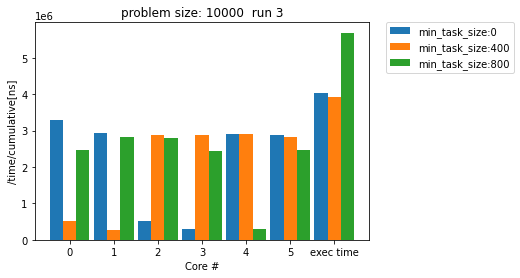 problem size: 10000  run 3
1e6
/time/cumulative[ns]
5
4
3
2
1
0
0 1 2 3 4 5 exec time
Core #
min_task_size:0
min_task_size:400
min_task_size:800